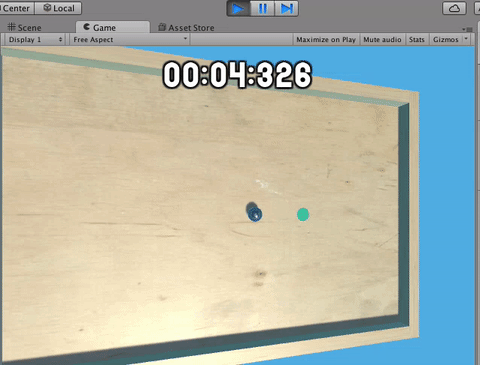 Center Local
Scene Game Asset Store
Display 1 Free Aspect Maximize on Play Mute audio Stats Gizmos
00:04:326